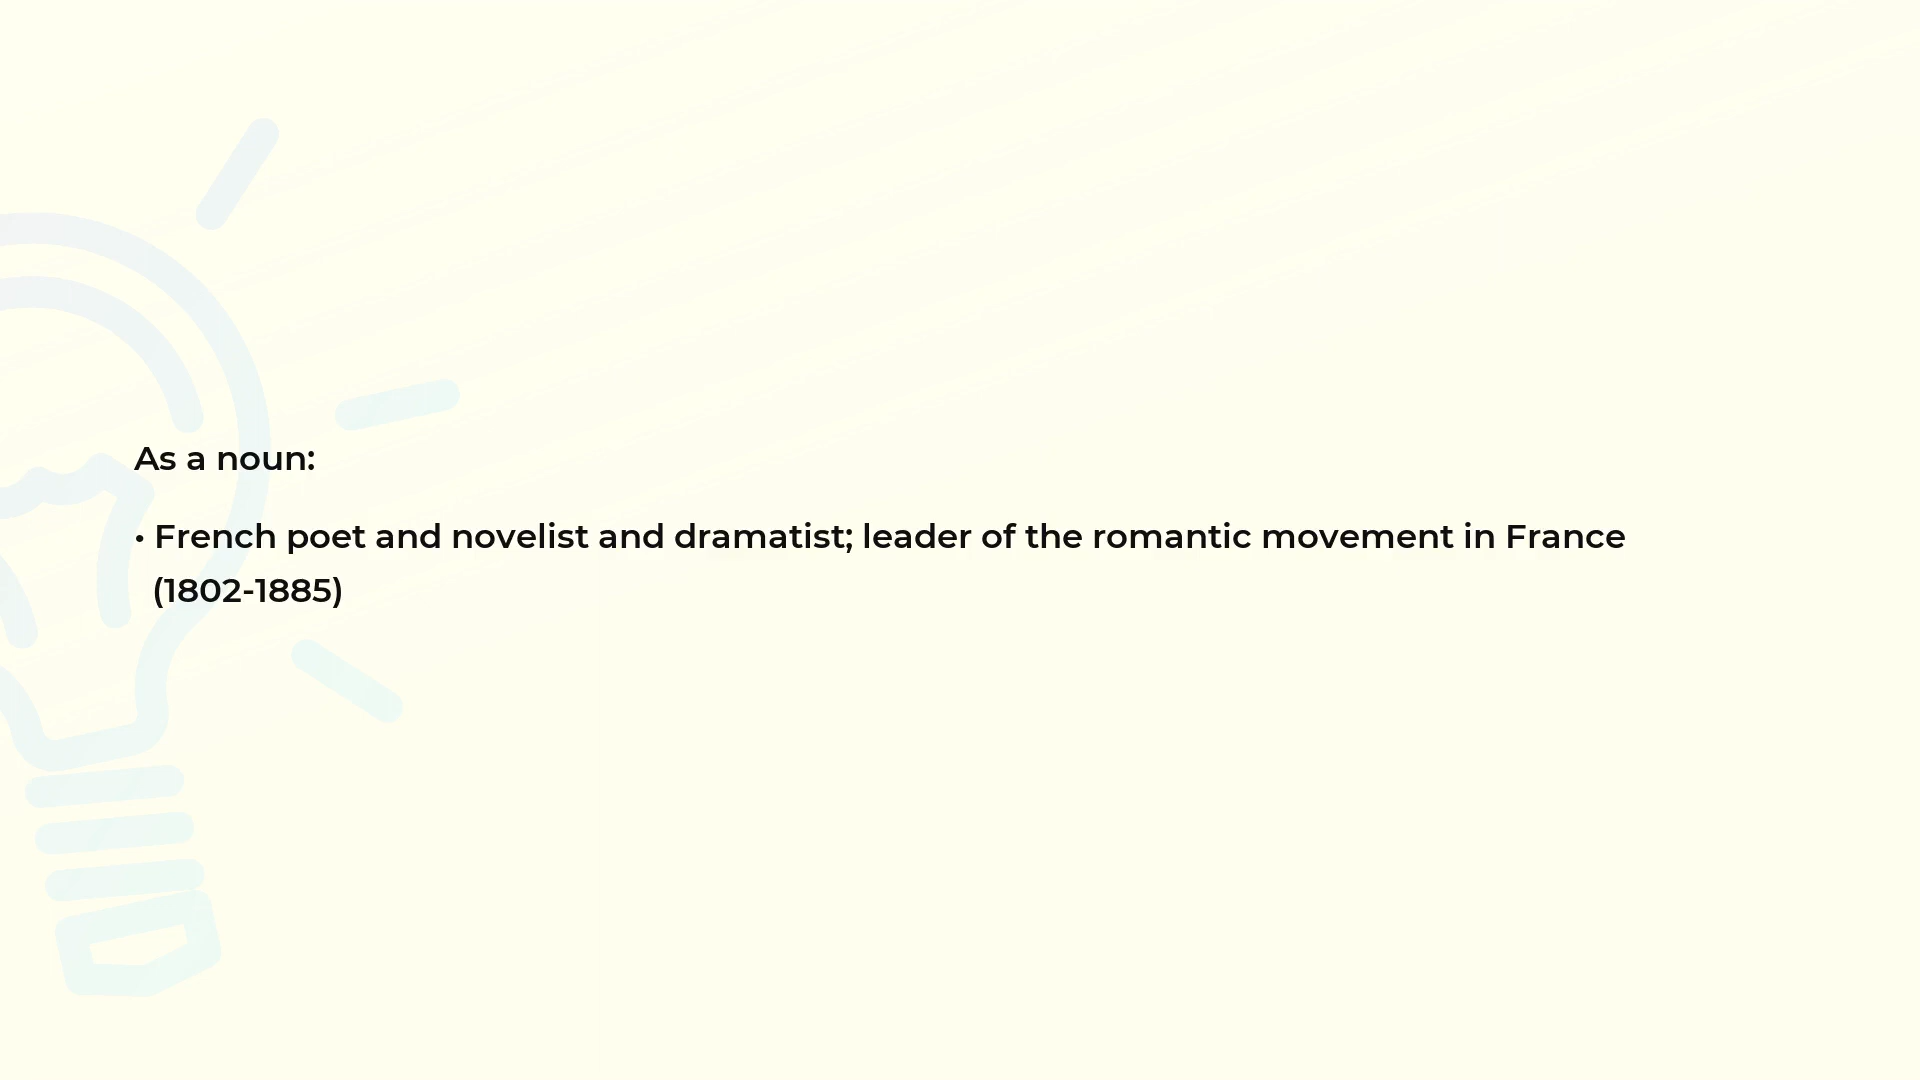 As a noun:
• French poet and novelist and dramatist; leader of the romantic movement in France
(1802-1885)